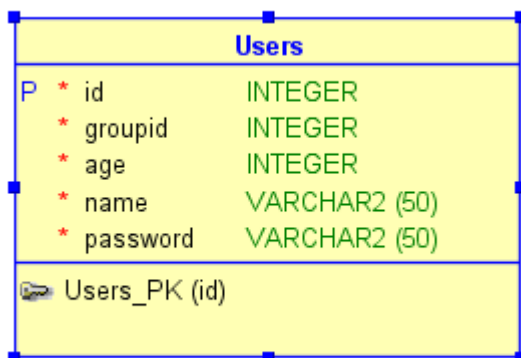 Users
P * id INTEGER
* groupid INTEGER
* age INTEGER
* name VARCHAR2 (50)
* password VARCHAR2 (50)
Users_PK (id)